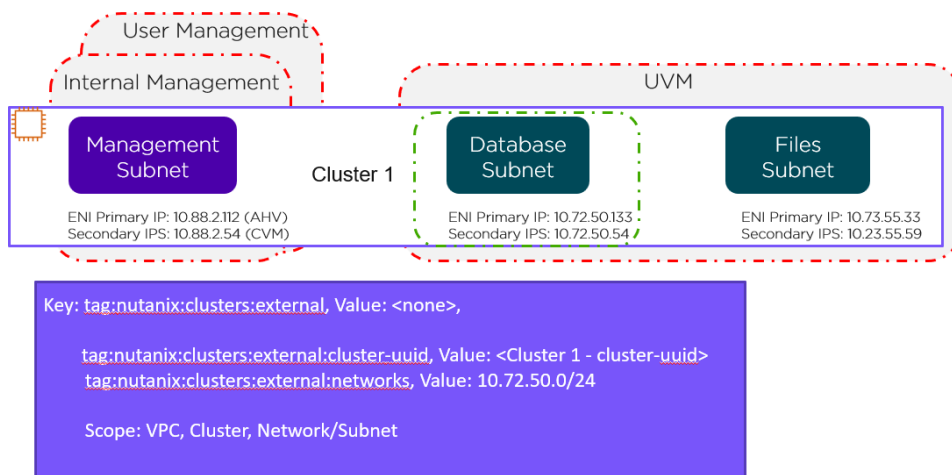 User Management
Internal Management
UVM
Management
Subnet
Cluster 1
Database
Subnet
Files
Subnet
ENI Primary IP: 10.88.2.112 (AHV)
Secondary IPS: 10.88.2.54 (CVM)
ENI Primary IP: 10.72.50.133
Secondary IPS: 10.72.50.54
ENI Primary IP: 10.73.55.33
Secondary IPS: 10.23.55.59
Key: tag:nutanix:clusters:external, Value: <none>,
tag:nutanix:clusters:external:cluster-uuid, Value: <Cluster 1 - cluster-uuid>
tag:nutanix:clusters:external:networks, Value: 10.72.50.0/24
Scope: VPC, Cluster, Network/Subnet